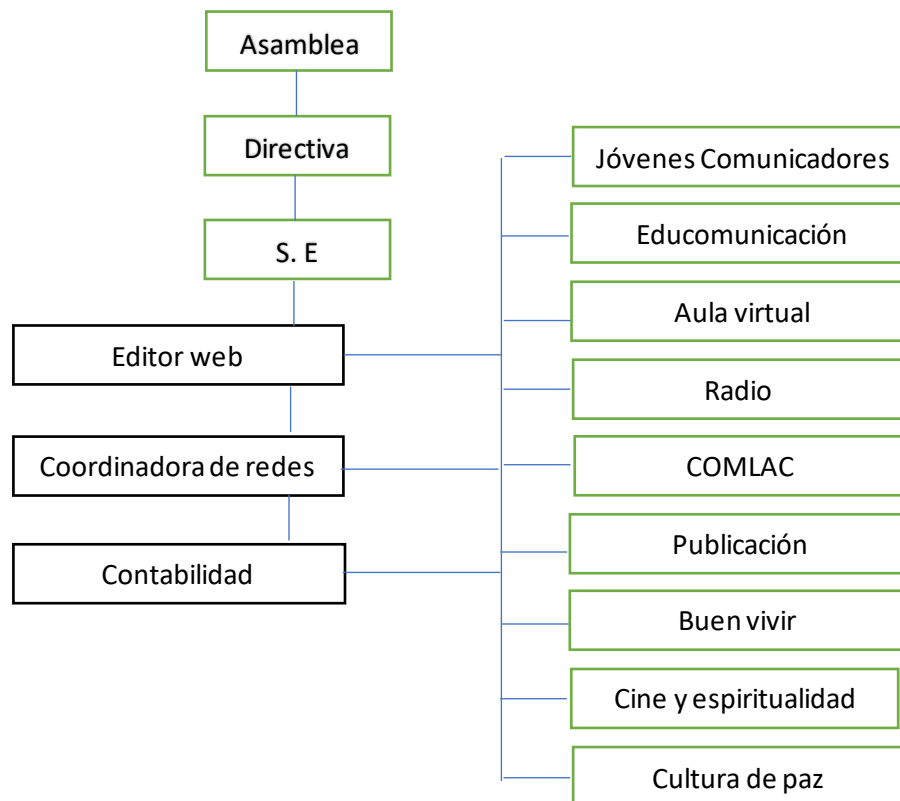 Asamblea
Directiva
S. E
Editor web
Coordinadora de redes
Contabilidad
Jóvenes Comunicadores
Educomunicación
Aula virtual
Radio
COMLAC
Publicación
Buen vivir
Cine y espiritualidad
Cultura de paz